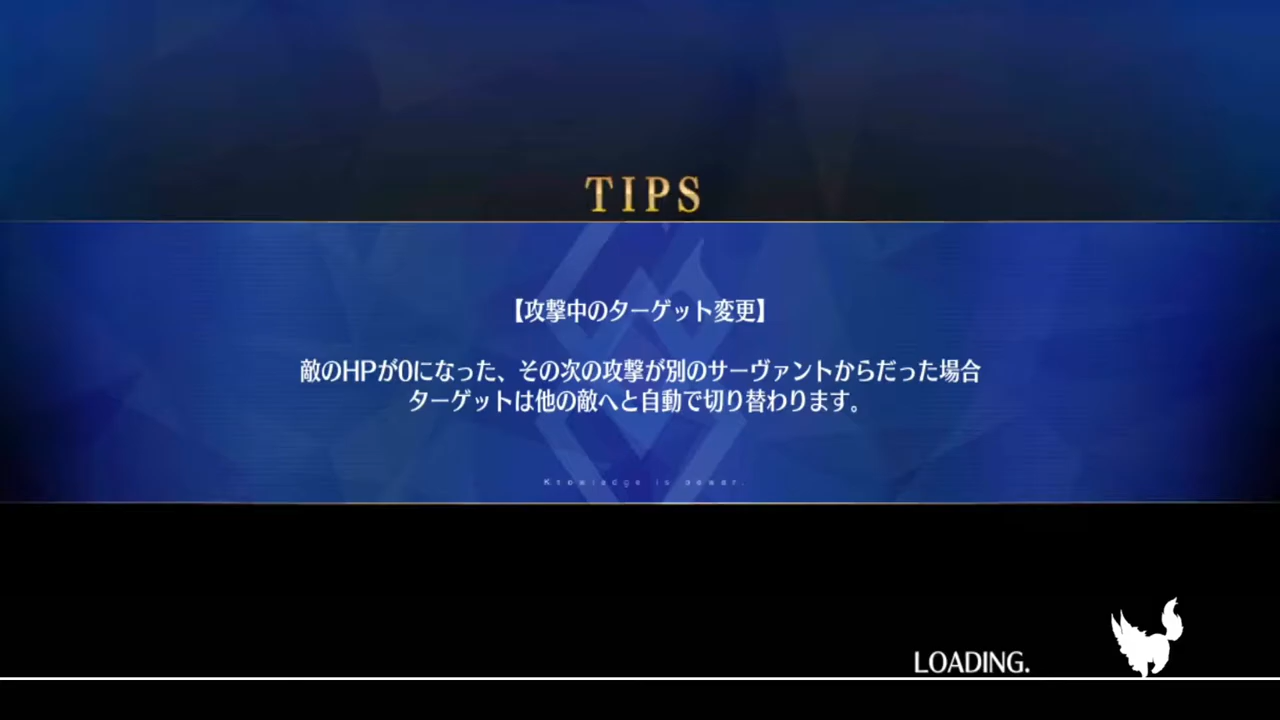 TIPS
【攻撃中のターゲット変更】
敵のHPが0になった、その次の攻撃が別のサーヴァントからだった場合
ターゲットは他の敵へと自動で切り替わります。
Knowledge is power.
LOADING.